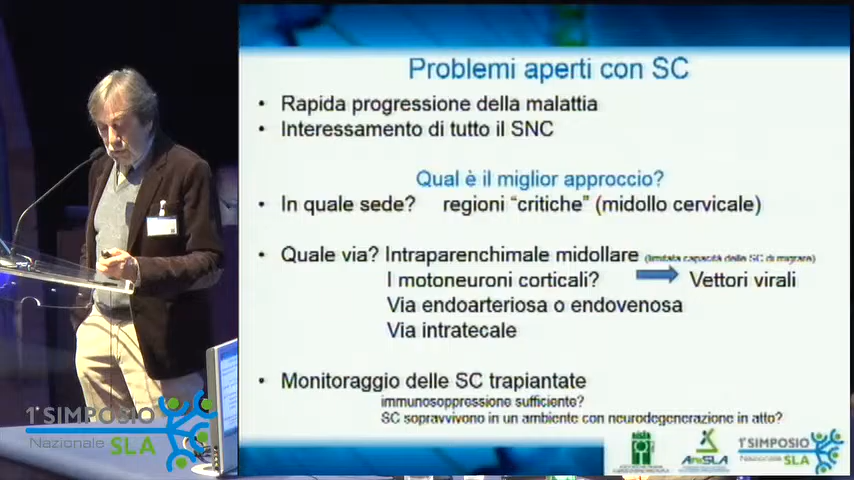 Problemi aperti con SC
• Rapida progressione della malattia
• Interessamento di tutto il SNC
Qual è il miglior approccio?
• In quale sede? regioni "critiche" (midollo cervicale)
• Quale via? Intraparenchimale midollare (limitata capacità delle SC di migrare)
I motoneuroni corticali? Vettori virali
Via endoarteriosa o endovenosa
Via intratecale
• Monitoraggio delle SC trapiantate
immunosoppressione sufficiente?
SC sopravvivono in un ambiente con neurodegenerazione in atto?
1° SIMPOSIO
Nazionale SLA
AriSLA
1° SIMPOSIO
Nazionale SLA